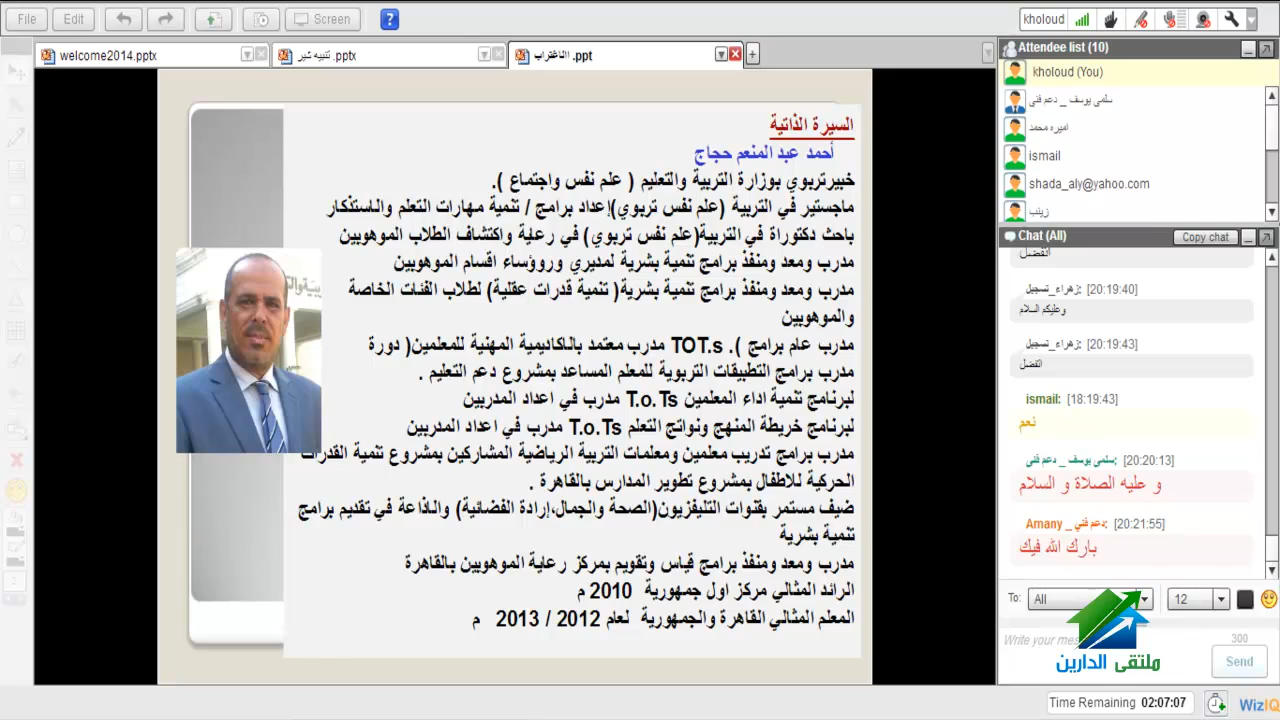 File Edit Screen ? kholoud
welcome2014.pptx
تنبيه شير .pptx
االاغتراب .ppt
السيرة الذاتية
أحمد عبد المنعم حجاج
خبيرتربوي بوزارة التربية والتعليم ( علم نفس واجتماع ).
ماجستير في التربية (علم نفس تربوي)إعداد برامج / تنمية مهارات التعلم والاستذكار
باحث دكتوراة في التربية(علم نفس تربوي) في رعية واكتشاف الطلاب الموهوبين
مدرب ومعد ومنفذ برامج تنمية بشرية لمديري وروؤساء اقسام الموهوبين
مدرب ومعد ومنفذ برامج تنمية بشرية( تنمية قدرات عقلية) لطلاب الفئات الخاصة
والموهوبين
مدرب عام برامج ). TOT.s مدرب معتمد بالاكاديمية المهنية للمعلمين( دورة
مدرب برامج التطبيقات التربوية للمعلم المساعد بمشروع دعم التعليم .
لبرنامج تنمية اداء المعلمين T.o.Ts مدرب في اعداد المدربين
لبرنامج خريطة المنهج ونواتج التعلم T.o.Ts مدرب في اعداد المدربين
مدرب برامج تدريب معلمين ومعلمات التربية الرياضية المشاركين بمشروع تنمية القدرات
الحركية للاطفال بمشروع تطوير المدارس بالقاهرة .
ضيف مستمر بقنوات التليفزيون(الصحة والجمال،إرادة الفضائية) والاذاعة في تقديم برامج
تنمية بشرية
مدرب ومعد ومنفذ برامج قياس وتقويم بمركز رعاية الموهوبين بالقاهرة
الرائد المثالي مركز اول جمهورية 2010 م
المعلم المثالي القاهرة والجمهورية لعام 2012 / 2013 م
Attendee list (10)
kholoud (You)
سلمى يوسف _ دعم فنى
اميره محمد
ismail
shada_aly@yahoo.com
زينب
Chat (All) Copy chat
اتفضل
زهراء_تسجيل: [20:19:40]
وعليكم السلام
زهراء_تسجيل: [20:19:43]
اتفضل
ismail: [18:19:43]
نعم
سلمى يوسف _ دعم فنى: [20:20:13]
و عليه الصلاة و السلام
Amany _ دعم فني: [20:21:55]
بارك الله فيك
To: All 12
Write your mes 300
Send
ملتقى الدارين
Time Remaining 02:07:07
WizIQ